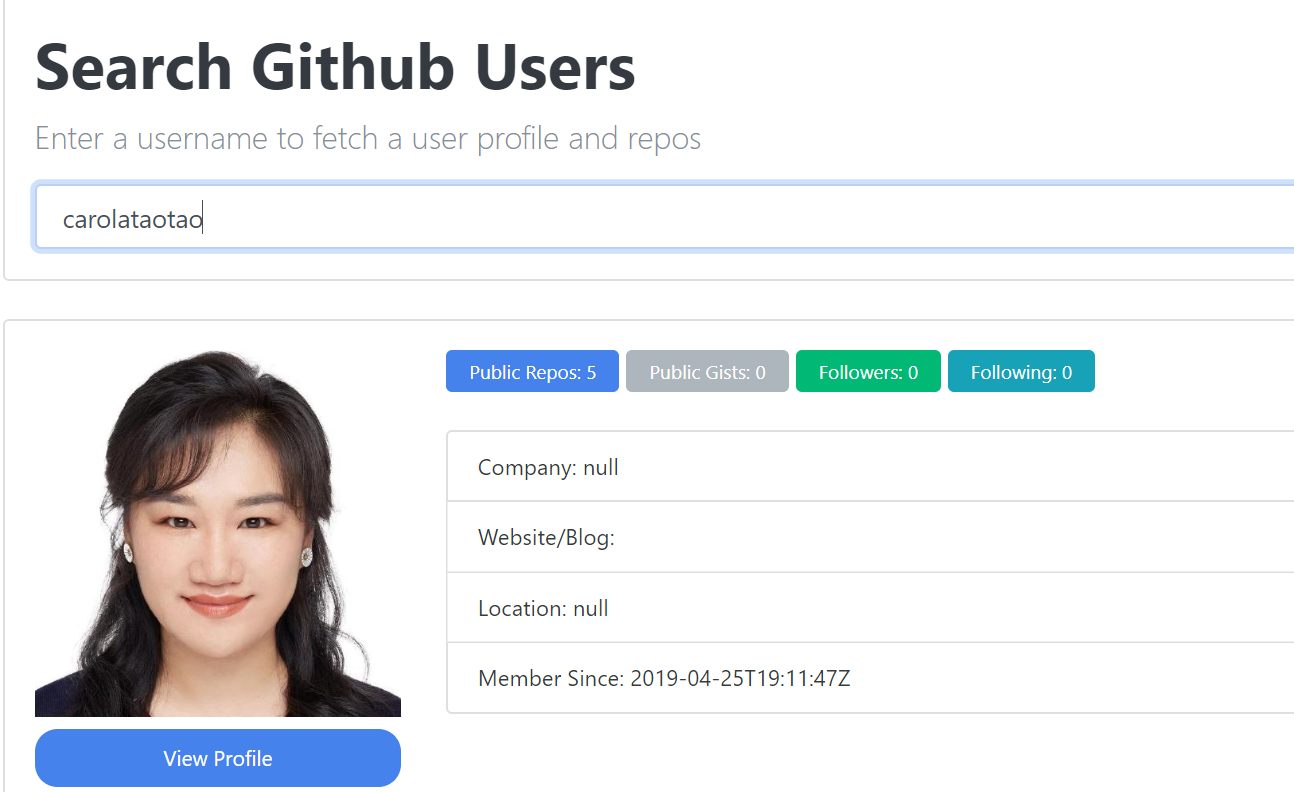 Search Github Users
Enter a username to fetch a user profile and repos
carolataotao
Public Repos: 5 Public Gists: 0 Followers: 0 Following: 0
Company: null
Website/Blog:
Location: null
Member Since: 2019-04-25T19:11:47Z
View Profile